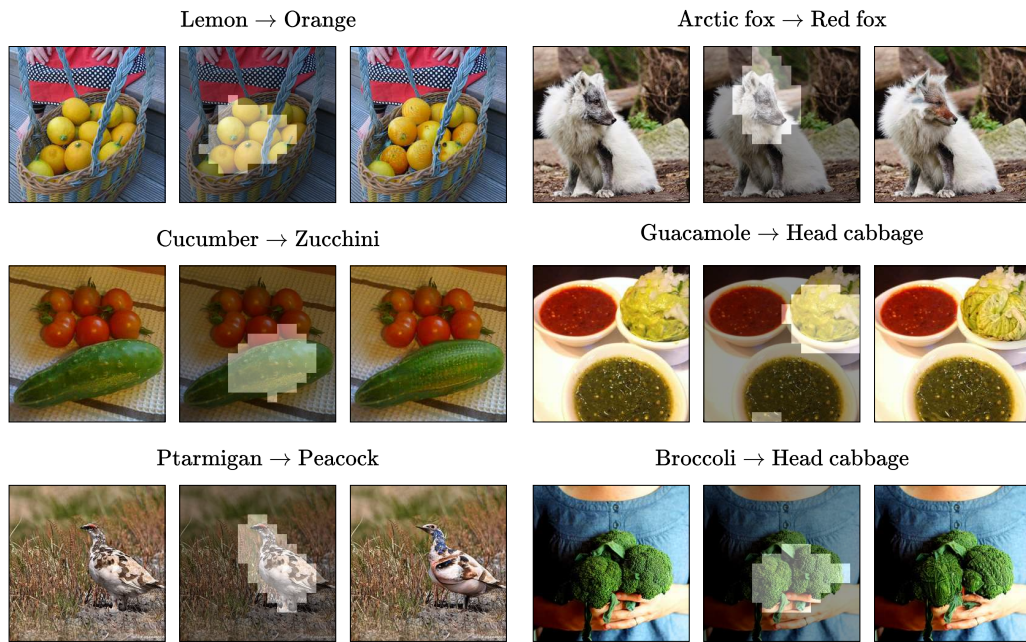 Lemon → Orange
Arctic fox → Red fox
Cucumber → Zucchini
Guacamole → Head cabbage
Ptarmigan → Peacock
Broccoli → Head cabbage